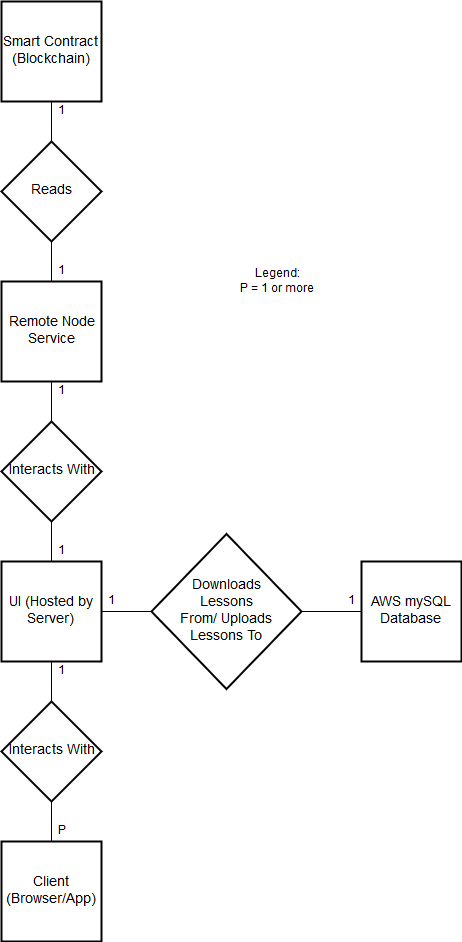 Smart Contract
(Blockchain)
1
Reads
1
Legend:
P = 1 or more
Remote Node
Service
1
Interacts With
1
UI (Hosted by
Server)
1
Downloads
Lessons
From/ Uploads
Lessons To
1
AWS mySQL
Database
1
Interacts With
P
Client
(Browser/App)